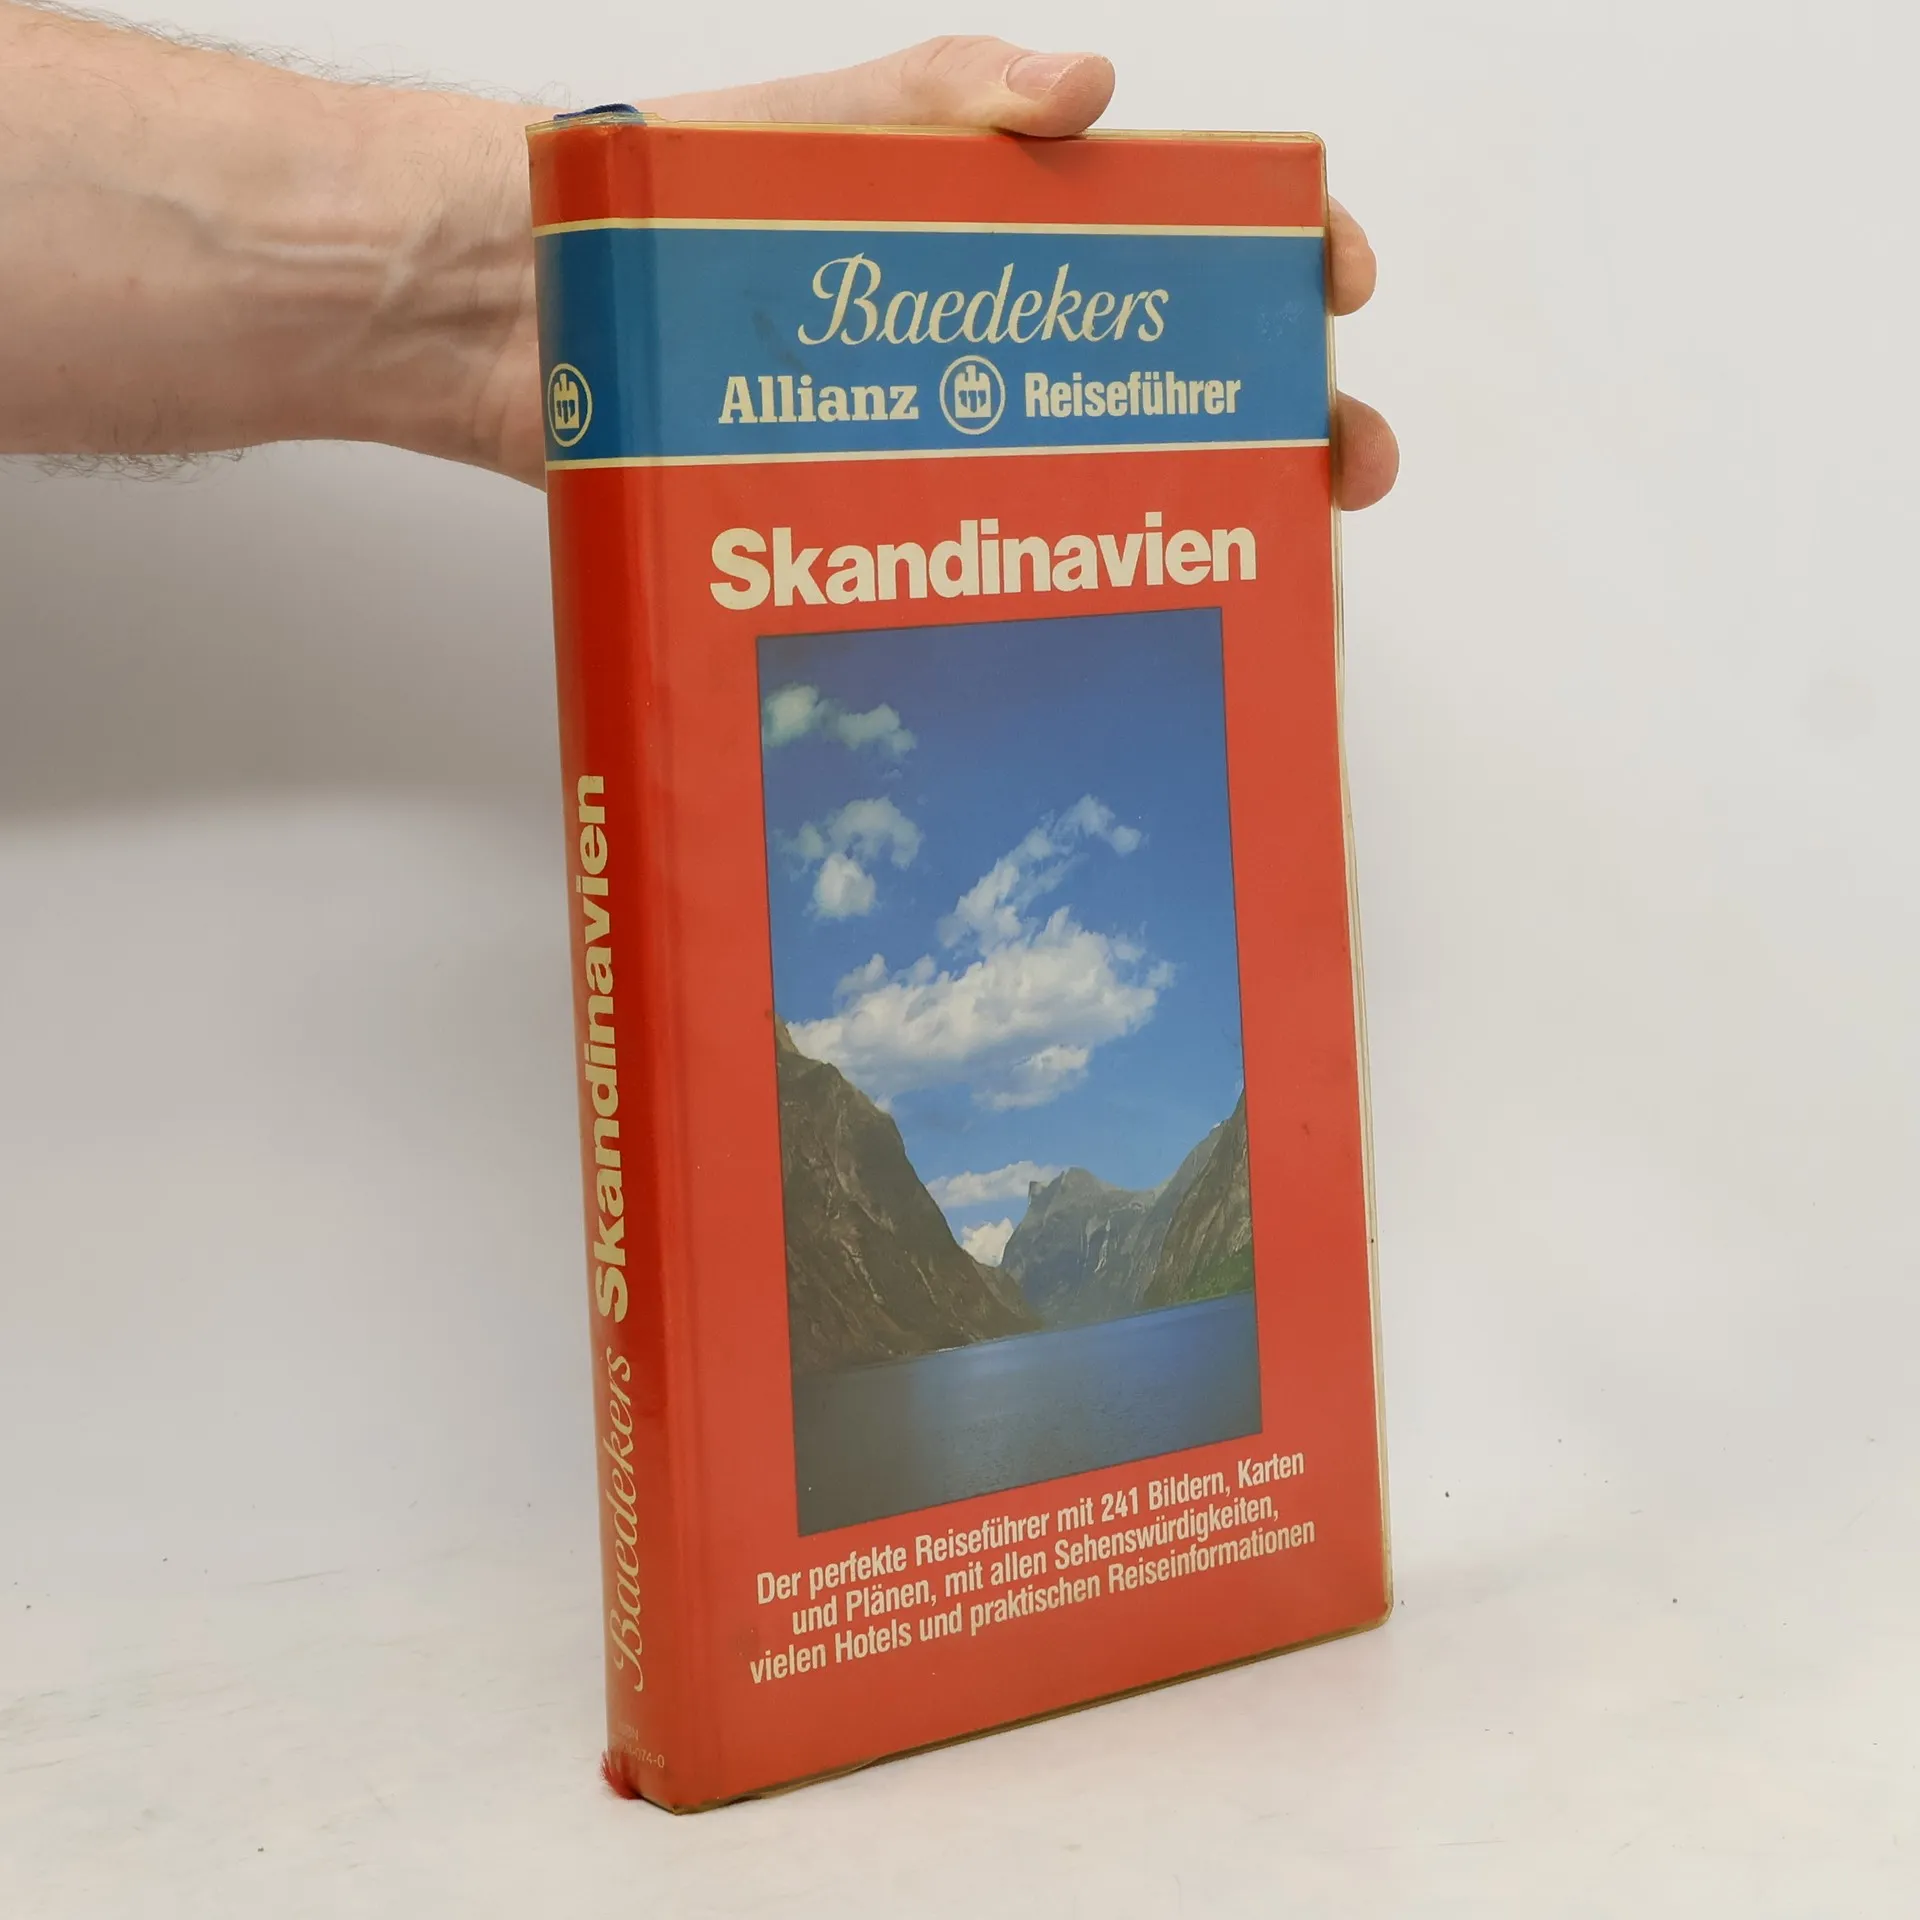 Baedekers
Allianz Reiseführer
Skandinavien
Der perfekte Reiseführer mit 241 Bildern, Karten
und Plänen, mit allen Sehenswürdigkeiten,
vielen Hotels und praktischen Reiseinformationen
Baedekers Skandinavien
ISBN